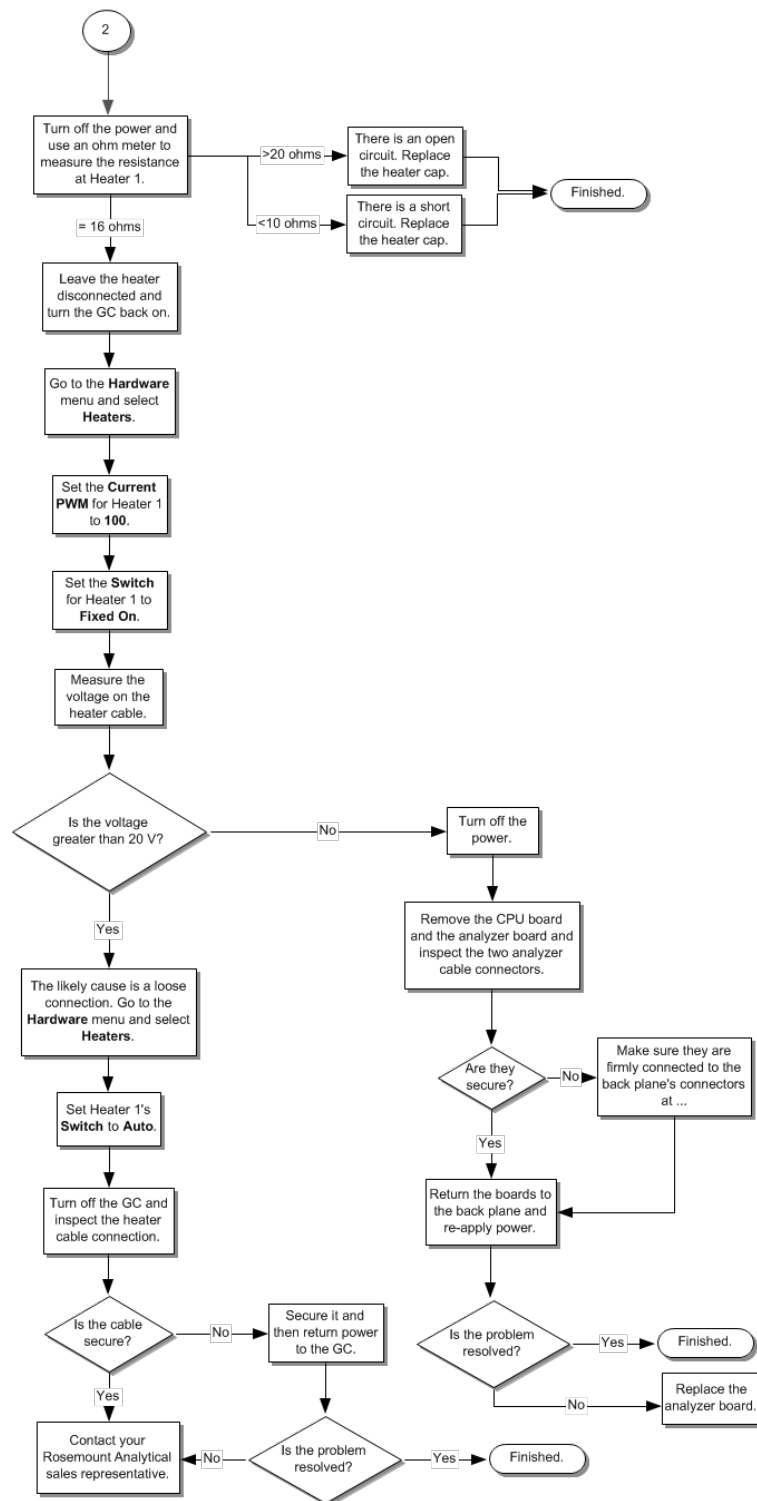 2
Turn off the power and
use an ohm meter to
measure the resistance
at Heater 1.
>20 ohms
There is an open
circuit. Replace
the heater cap.
Finished.
<10 ohms
There is a short
circuit. Replace
the heater cap.
= 16 ohms
Leave the heater
disconnected and
turn the GC back on.
Go to the Hardware
menu and select
Heaters.
Set the Current
PWM for Heater 1
to 100.
Set the Switch
for Heater 1 to
Fixed On.
Measure the
voltage on the
heater cable.
Is the voltage
greater than 20 V?
No
Turn off the
power.
Remove the CPU board
and the analyzer board and
inspect the two analyzer
cable connectors.
Yes
The likely cause is a loose
connection. Go to the
Hardware menu and select
Heaters.
Are they
secure?
No
Make sure they are
firmly connected to the
back plane's connectors
at ...
Set Heater 1's
Switch to Auto.
Yes
Turn off the GC and
inspect the heater
cable connection.
Return the boards to
the back plane and
re-apply power.
Is the cable
secure?
No
Secure it and
then return power
to the GC.
Is the problem
resolved?
Yes
Finished.
No
Replace the
analyzer board.
Yes
Contact your
Rosemount Analytical
sales representative.
No
Is the problem
resolved?
Yes
Finished.